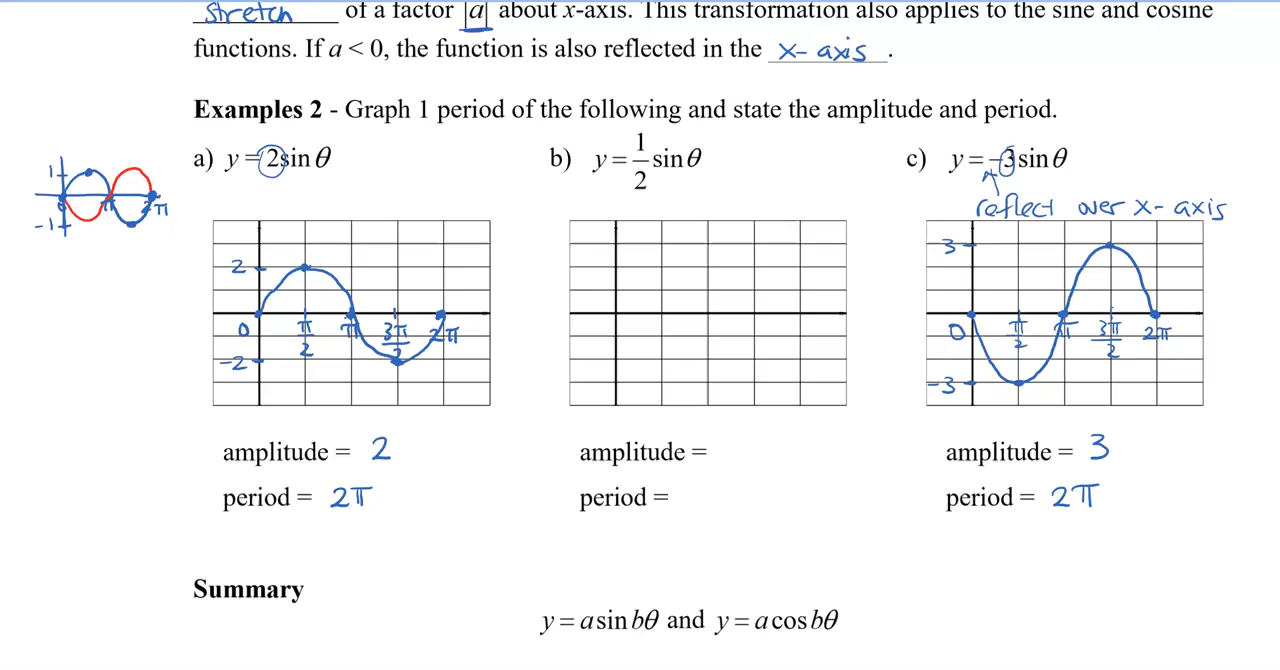 stretch of a factor |a| about x-axis. This transformation also applies to the sine and cosine
functions. If a < 0, the function is also reflected in the x-axis.
Examples 2 - Graph 1 period of the following and state the amplitude and period.
a) y = 2sin θ
b) y = 1/2 sin θ
c) y = -3sin θ
reflect over x-axis
1
-1
0
π
2π
2
-2
0
π/2
π
3π/2
2π
3
-3
0
π/2
π
3π/2
2π
amplitude = 2
period = 2π
amplitude =
period =
amplitude = 3
period = 2π
Summary
y = a sin bθ and y = a cos bθ